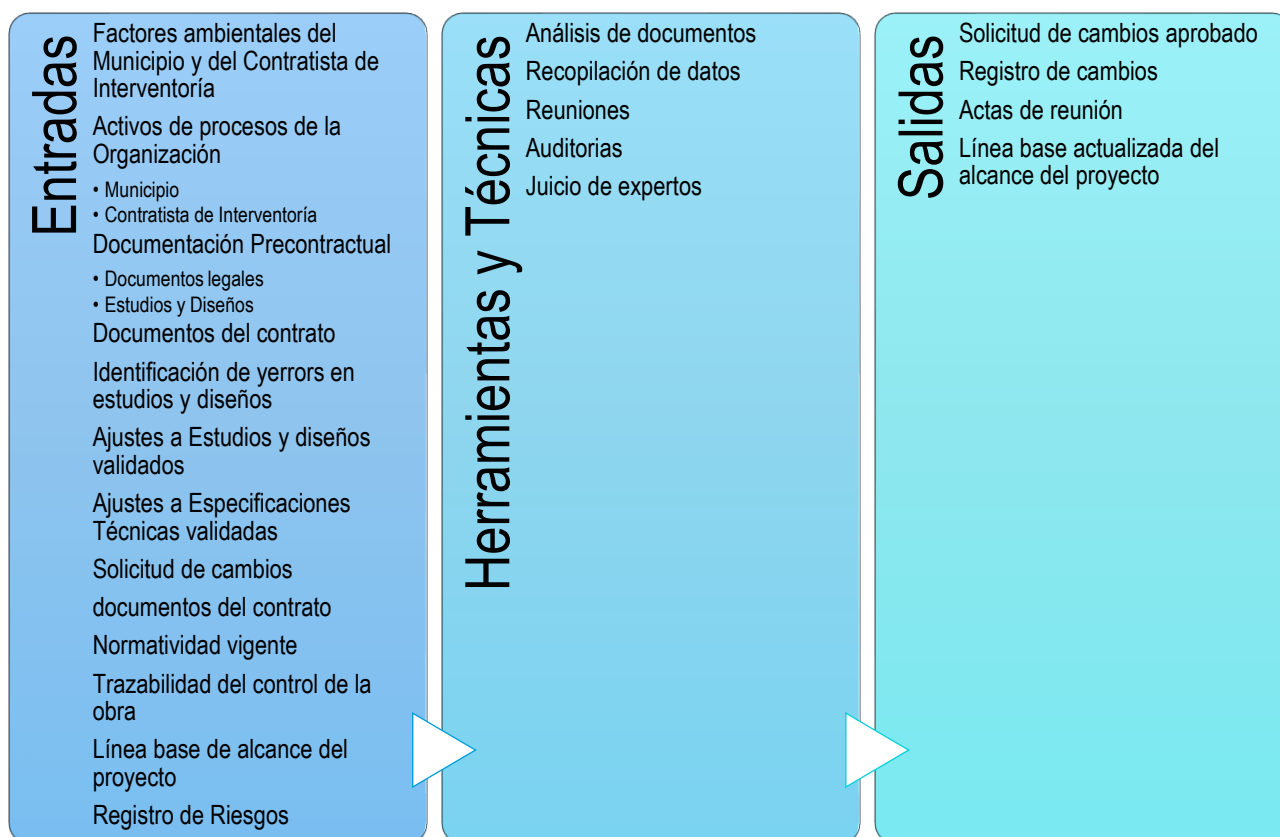 Entradas
Factores ambientales del
Municipio y del Contratista de
Interventoría
Activos de procesos de la
Organización
• Municipio
• Contratista de Interventoría
Documentación Precontractual
• Documentos legales
• Estudios y Diseños
Documentos del contrato
Identificación de yerrors en
estudios y diseños
Ajustes a Estudios y diseños
validados
Ajustes a Especificaciones
Técnicas validadas
Solicitud de cambios
documentos del contrato
Normatividad vigente
Trazabilidad del control de la
obra
Línea base de alcance del
proyecto
Registro de Riesgos
Herramientas y Técnicas
Análisis de documentos
Recopilación de datos
Reuniones
Auditorias
Juicio de expertos
Salidas
Solicitud de cambios aprobado
Registro de cambios
Actas de reunión
Línea base actualizada del
alcance del proyecto